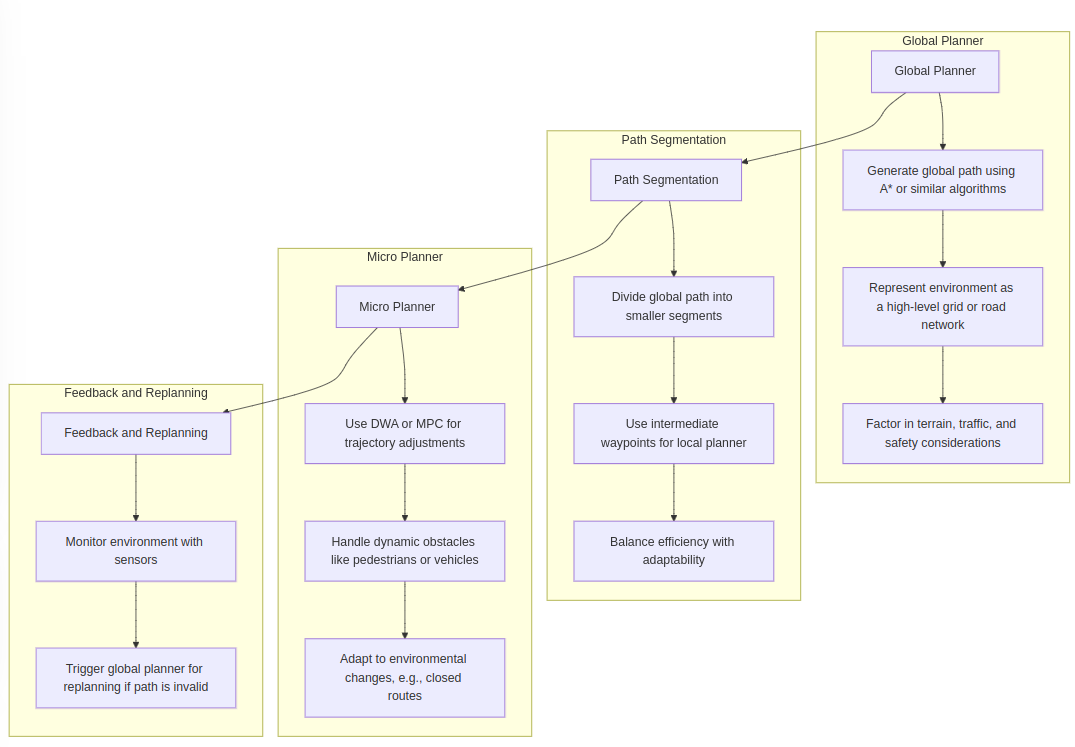 Global Planner
Global Planner
Generate global path using
A* or similar algorithms
Represent environment as
a high-level grid or road
network
Factor in terrain, traffic, and
safety considerations
Path Segmentation
Path Segmentation
Divide global path into
smaller segments
Use intermediate
waypoints for local planner
Balance efficiency with
adaptability
Micro Planner
Micro Planner
Use DWA or MPC for
trajectory adjustments
Handle dynamic obstacles
like pedestrians or vehicles
Adapt to environmental
changes, e.g., closed
routes
Feedback and Replanning
Feedback and Replanning
Monitor environment with
sensors
Trigger global planner for
replanning if path is invalid